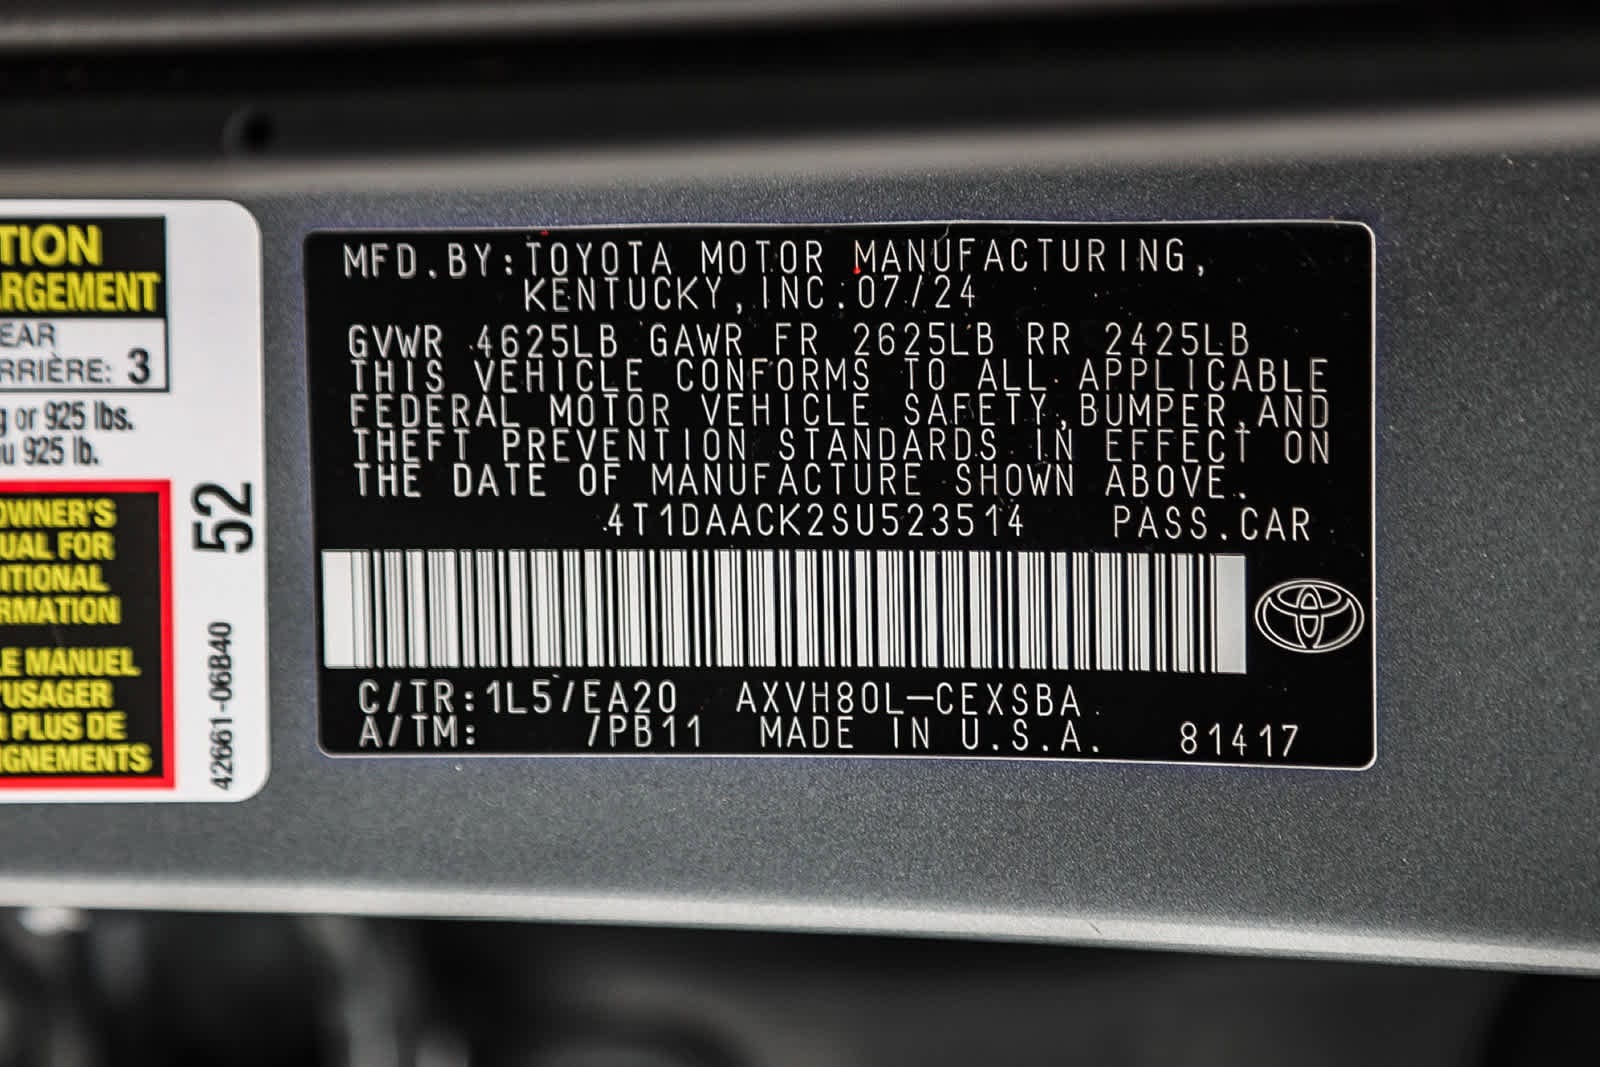 TION
ARGEMENT
EAR
RRIÈRE: 3
g or 925 lbs.
u 925 lb.
OWNER'S
UAL FOR
ITIONAL
RMATION
LE MANUEL
'USAGER
PLUS DE
IGNEMENTS
52
42661-06B40
MFD.BY:TOYOTA MOTOR MANUFACTURING,
KENTUCKY,INC.07/24
GVWR 4625LB GAWR FR 2625LB RR 2425LB
THIS VEHICLE CONFORMS TO ALL APPLICABLE
FEDERAL MOTOR VEHICLE SAFETY,BUMPER,AND
THEFT PREVENTION STANDARDS IN EFFECT ON
THE DATE OF MANUFACTURE SHOWN ABOVE.
4T1DAACK2SU523514 PASS.CAR
C/TR:1L5/EA20 AXVH80L-CEXSBA
A/TM: /PB11 MADE IN U.S.A. 81417